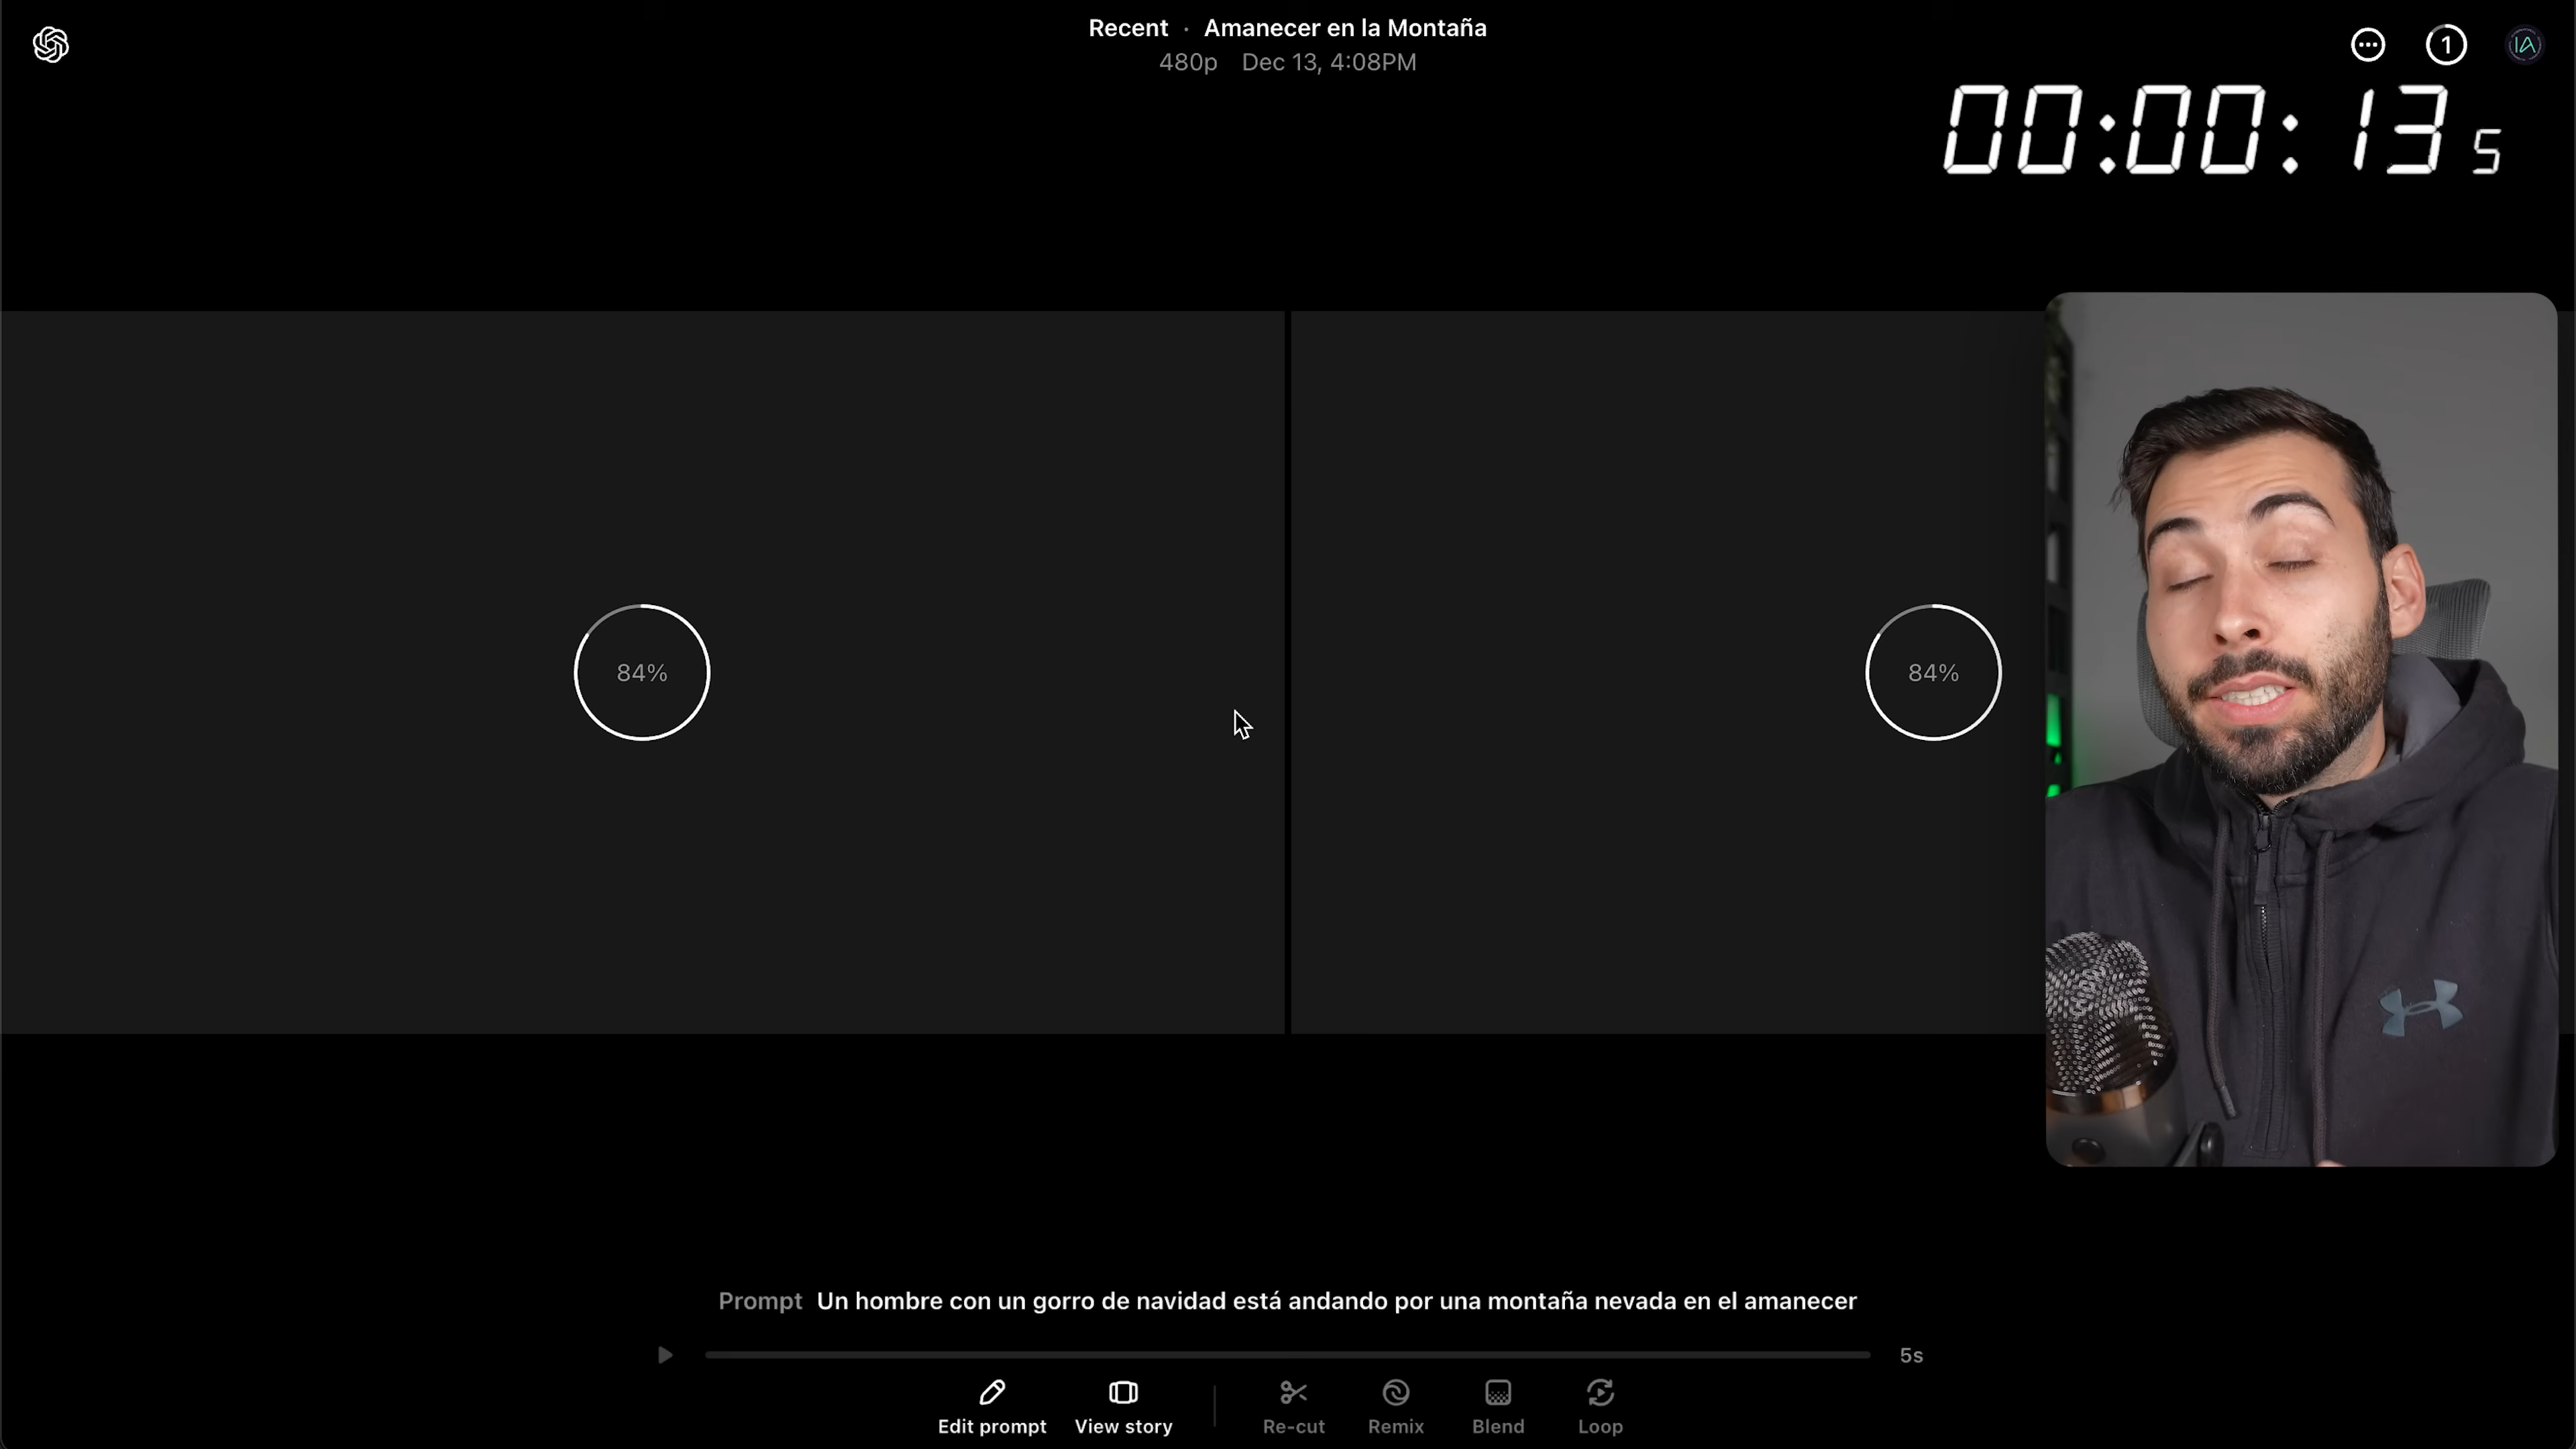 Recent · Amanecer en la Montaña
480p Dec 13, 4:08PM
1
IA
00:00:13 s
84%
84%
Prompt Un hombre con un gorro de navidad está andando por una montaña nevada en el amanecer
5s
Edit prompt
View story
Re-cut
Remix
Blend
Loop